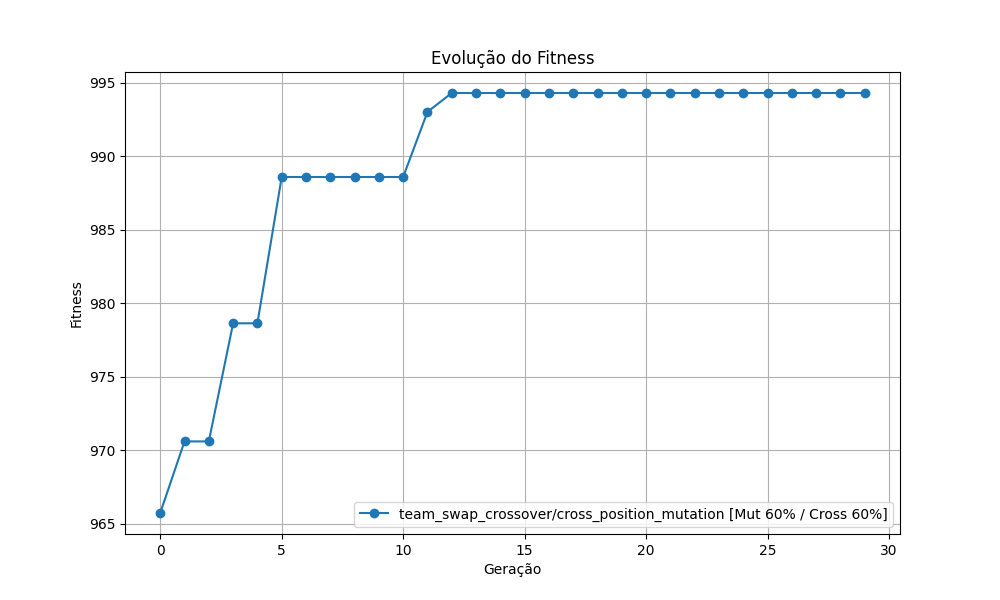 Evolução do Fitness
Fitness
995
990
985
980
975
970
965
0 5 10 15 20 25 30
Geração
team_swap_crossover/cross_position_mutation [Mut 60% / Cross 60%]